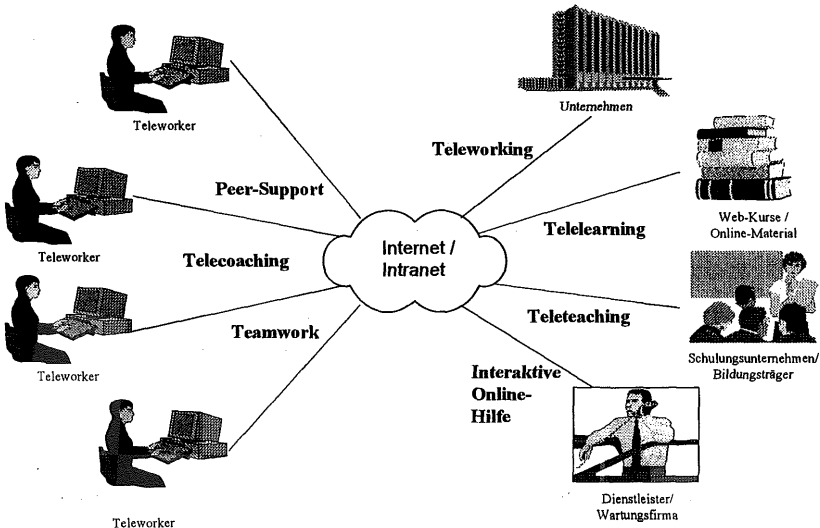 Teleworker
Unternehmen
Teleworking
Peer-Support
Web-Kurse /
Online-Material
Teleworker
Telecoaching
Internet /
Intranet
Telelearning
Teamwork
Teleteaching
Schulungsunternehmen/
Bildungsträger
Teleworker
Interaktive
Online-
Hilfe
Dienstleister/
Wartungsfirma
Teleworker